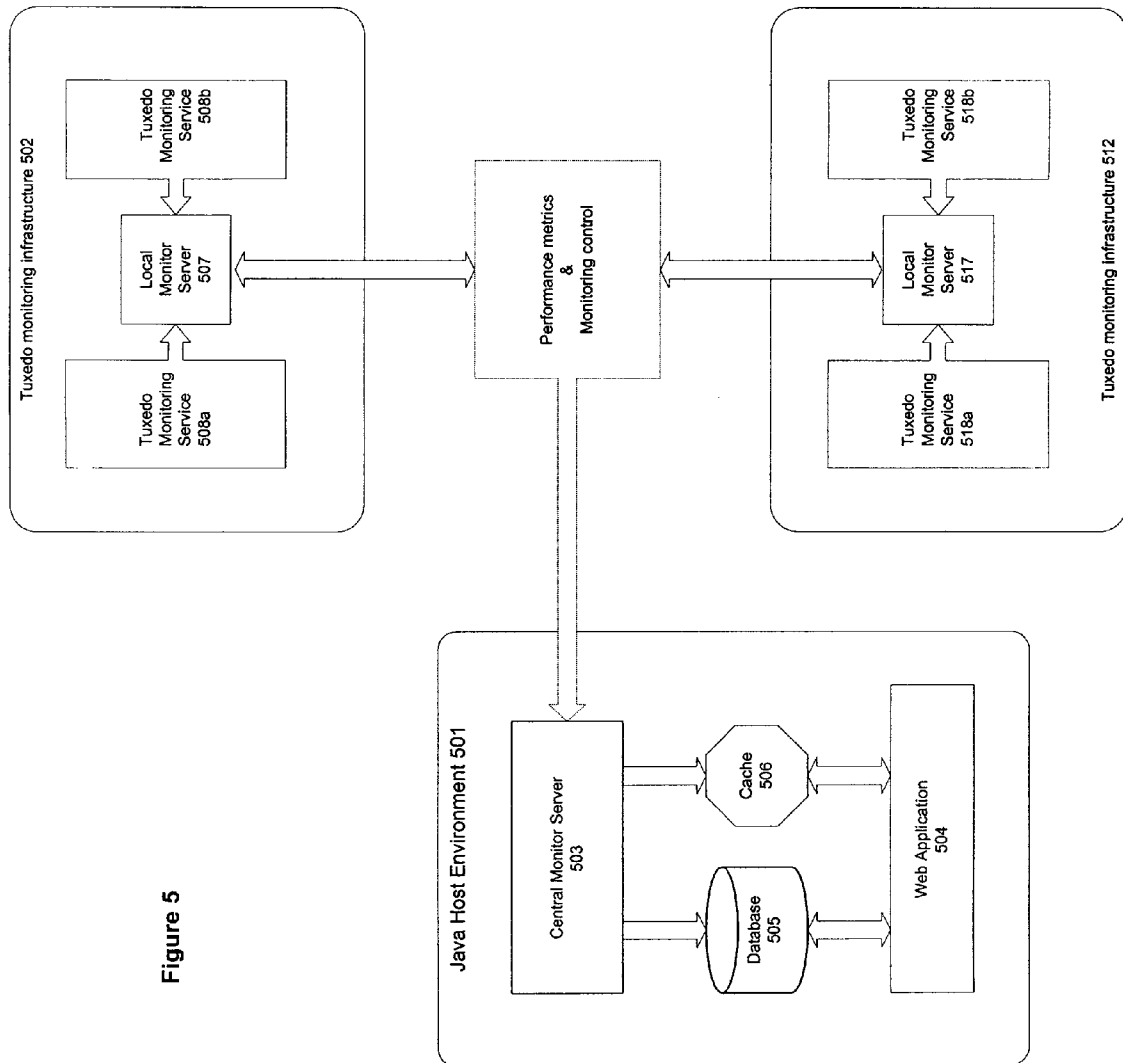 Figure 5
Java Host Environment 501
Central Monitor Server
503
Database
505
Cache
506
Web Application
504
Performance metrics
&
Monitoring control
Tuxedo monitoring infrastructure 502
Tuxedo
Monitoring
Service
508a
Local
Monitor
Server
507
Tuxedo
Monitoring
Service
508b
Tuxedo
Monitoring
Service
518a
Local
Monitor
Server
517
Tuxedo
Monitoring
Service
518b
Tuxedo monitoring infrastructure 512